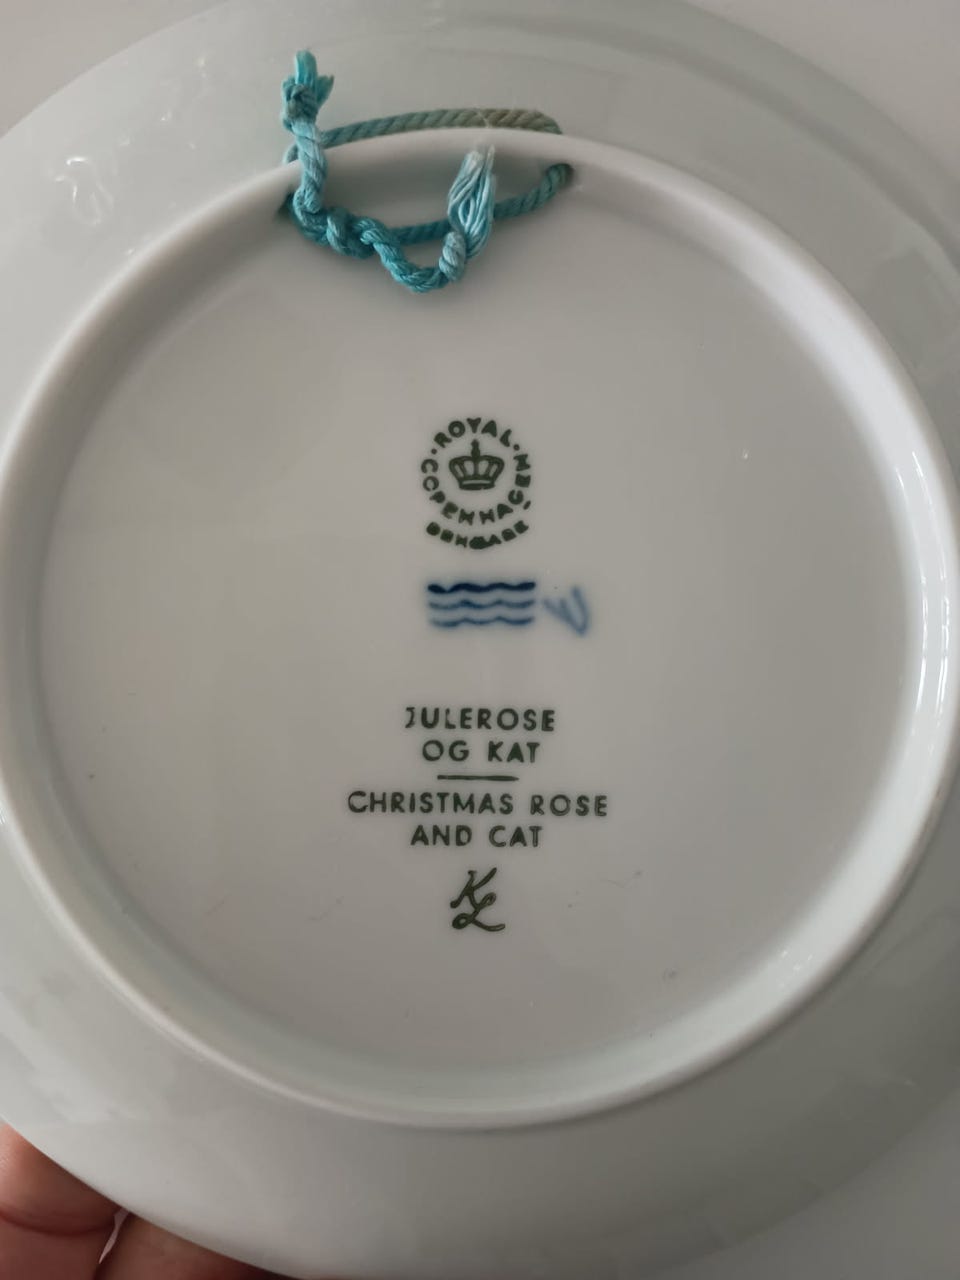 ROYAL
COPENHAGEN
DENMARK
JULEROSE
OG KAT
CHRISTMAS ROSE
AND CAT
KL